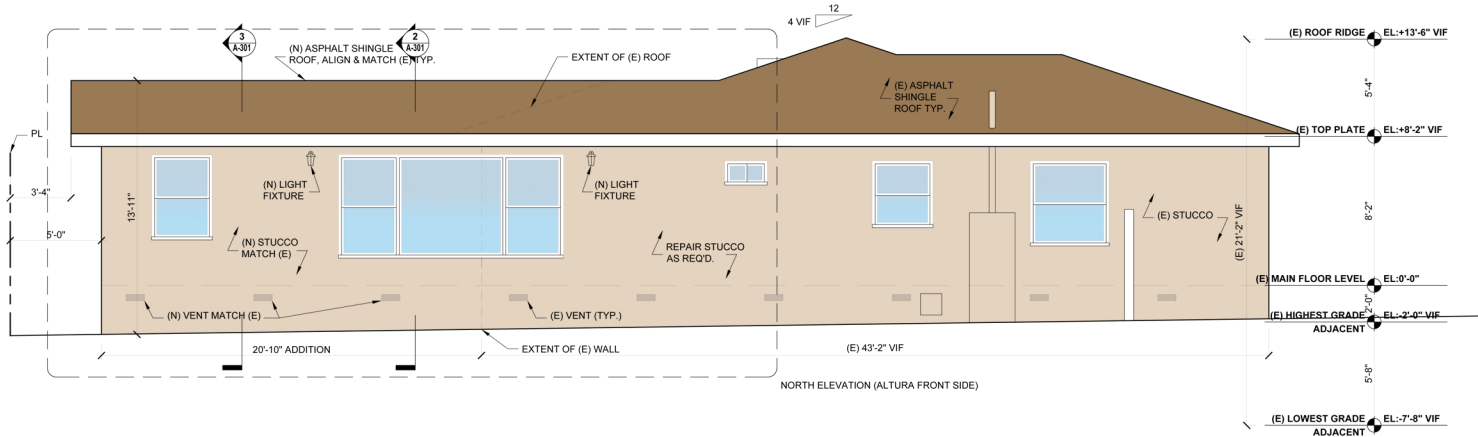 12
4 VIF
3
A-301
2
A-301
(N) ASPHALT SHINGLE
ROOF, ALIGN & MATCH (E) TYP.
EXTENT OF (E) ROOF
(E) ASPHALT
SHINGLE
ROOF TYP.
(E) ROOF RIDGE
EL:+13'-6" VIF
5'-4"
(E) TOP PLATE
EL:+8'-2" VIF
PL
3'-4"
5'-0"
13'-11"
(N) LIGHT
FIXTURE
(N) LIGHT
FIXTURE
(N) STUCCO
MATCH (E)
REPAIR STUCCO
AS REQ'D.
(E) STUCCO
(E) 21'-2" VIF
8'-2"
(E) MAIN FLOOR LEVEL
EL:0'-0"
2'-0"
(N) VENT MATCH (E)
(E) VENT (TYP.)
(E) HIGHEST GRADE
ADJACENT
EL:-2'-0" VIF
20'-10" ADDITION
EXTENT OF (E) WALL
(E) 43'-2" VIF
5'-8"
NORTH ELEVATION (ALTURA FRONT SIDE)
(E) LOWEST GRADE
ADJACENT
EL:-7'-8" VIF